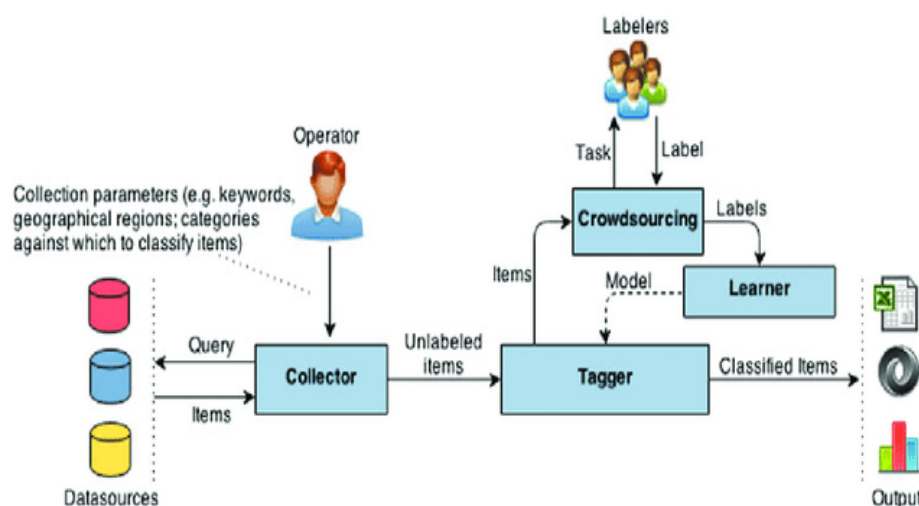 Labelers
Operator
Task
Label
Collection parameters (e.g. keywords,
geographical regions; categories
against which to classify items)
Crowdsourcing
Labels
Items
Model
Learner
Query
Unlabeled
items
Collector
Tagger
Classified Items
Items
Datasources
Output